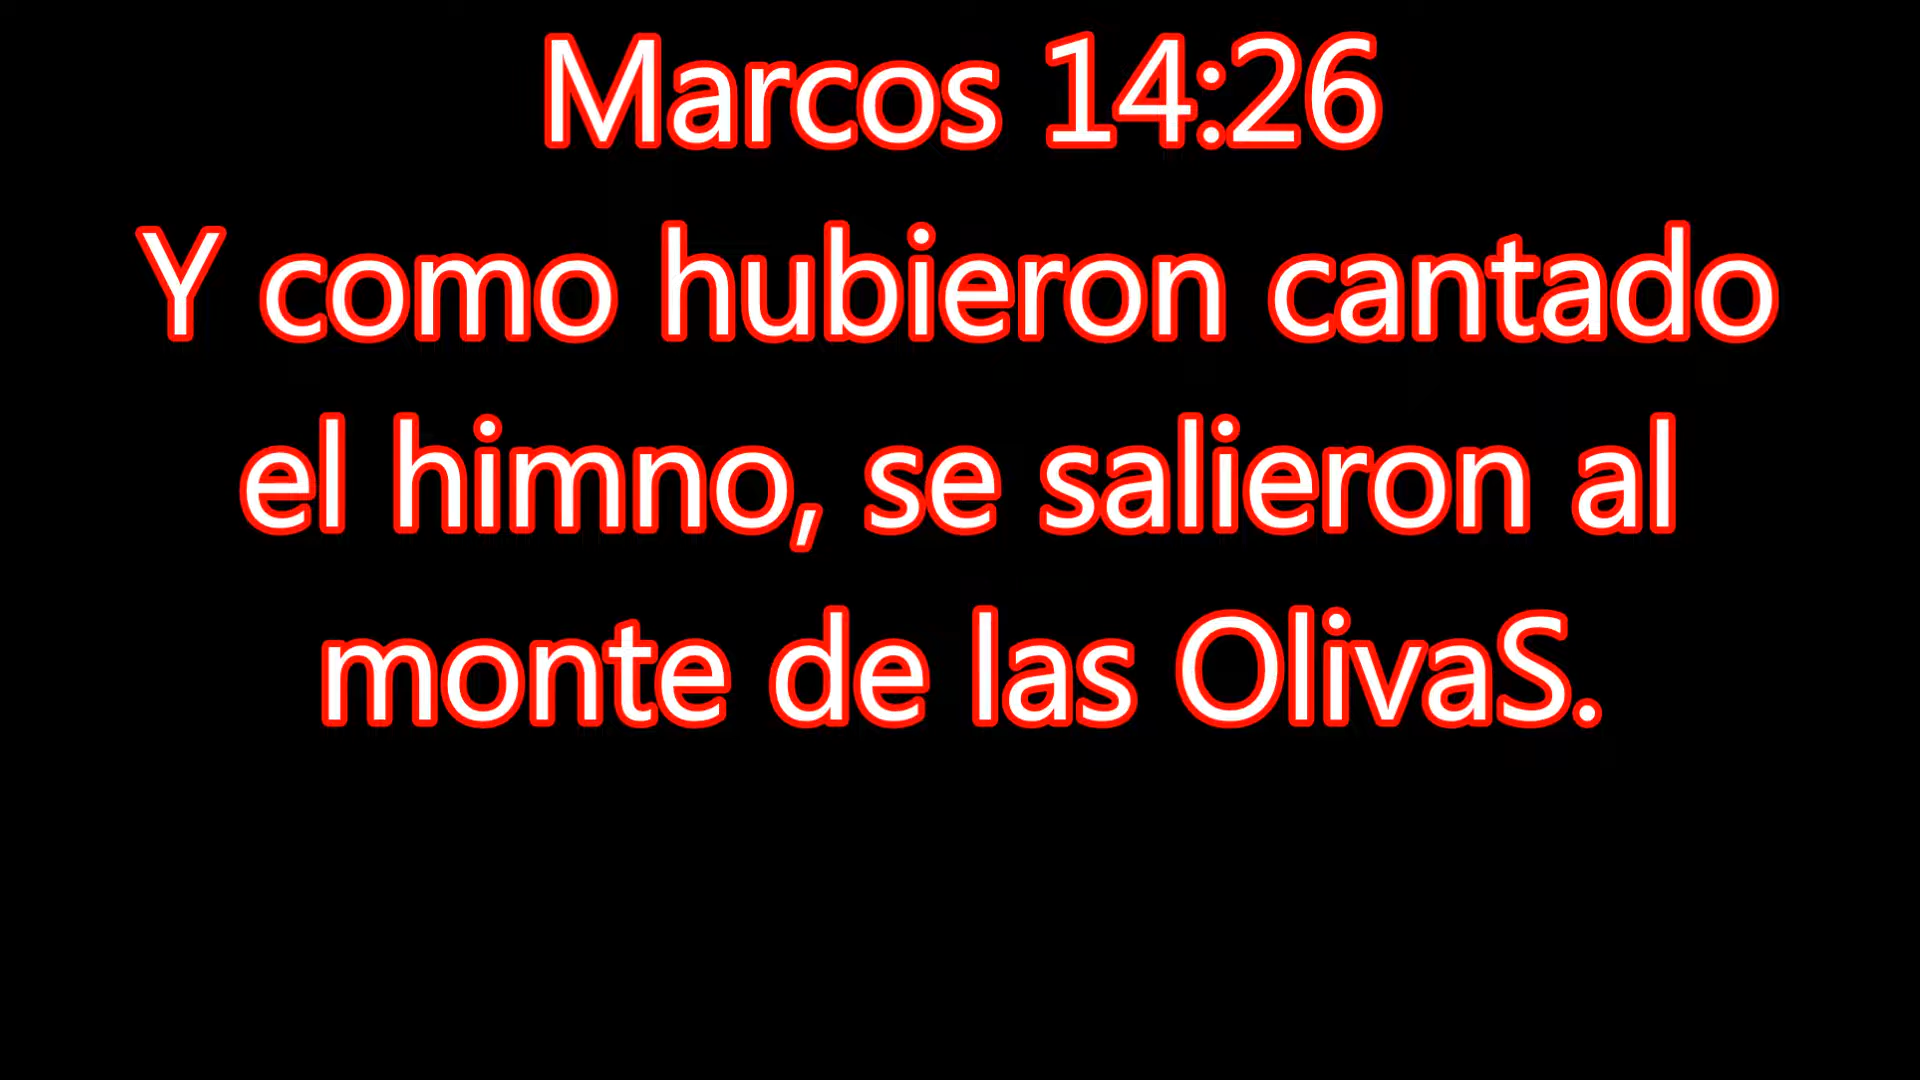 Marcos 14:26
Y como hubieron cantado
el himno, se salieron al
monte de las OlivaS.